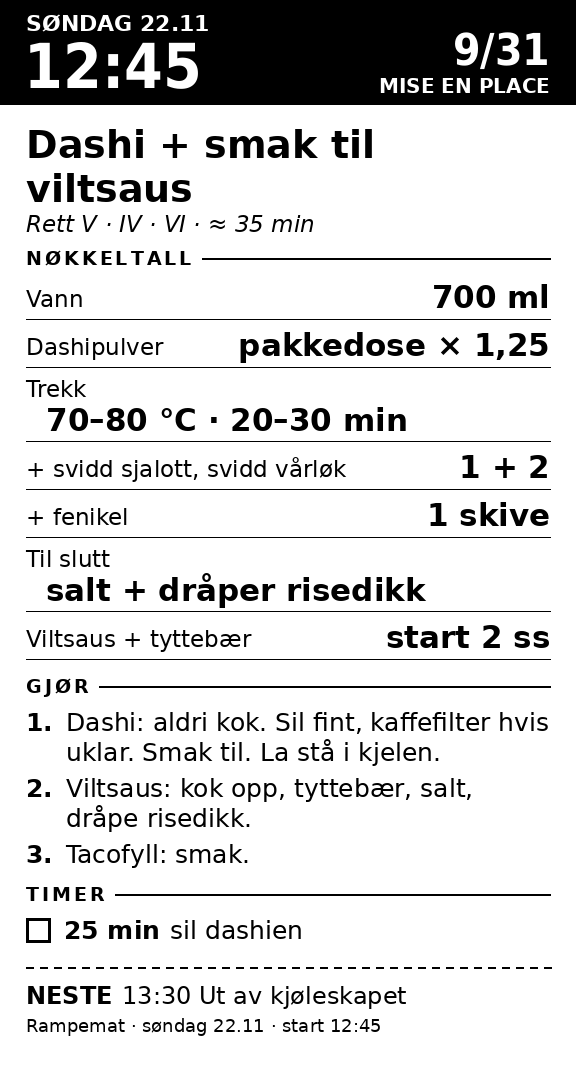 SØNDAG 22.11
12:45
9/31
MISE EN PLACE
Dashi + smak til
viltsaus
Rett V · IV · VI · ≈ 35 min
NØKKELTALL
Vann 700 ml
Dashipulver pakkedose × 1,25
Trekk
70–80 °C · 20–30 min
+ svidd sjalott, svidd vårløk 1 + 2
+ fenikel 1 skive
Til slutt
salt + dråper risedikk
Viltsaus + tyttebær start 2 ss
GJØR
1. Dashi: aldri kok. Sil fint, kaffefilter hvis
uklar. Smak til. La stå i kjelen.
2. Viltsaus: kok opp, tyttebær, salt,
dråpe risedikk.
3. Tacofyll: smak.
TIMER
25 min sil dashien
NESTE 13:30 Ut av kjøleskapet
Rampemat · søndag 22.11 · start 12:45